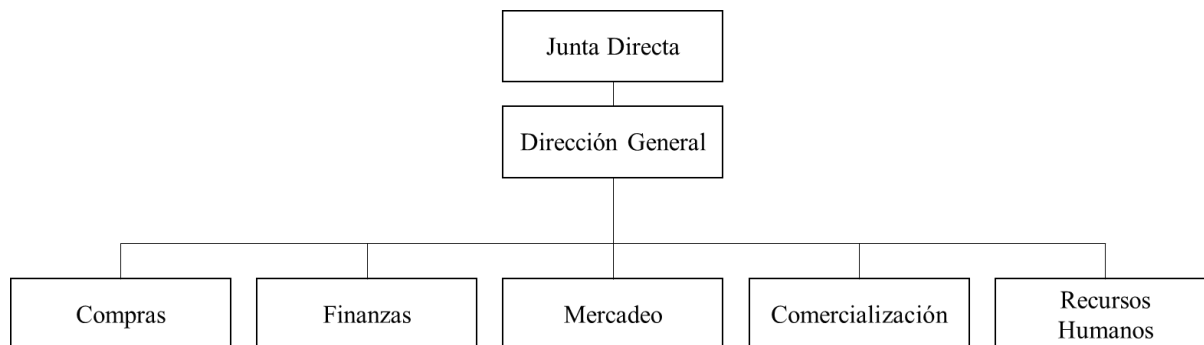 Junta Directa
Dirección General
Compras
Finanzas
Mercadeo
Comercialización
Recursos
Humanos